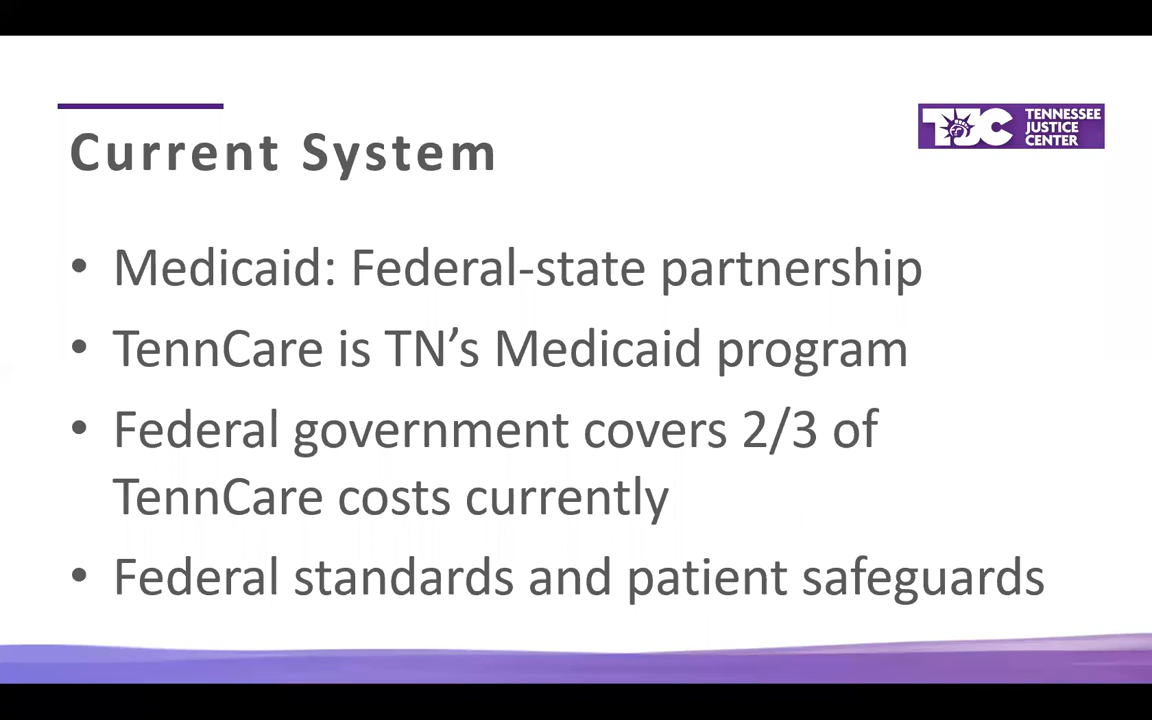 TJC TENNESSEE
JUSTICE
CENTER
Current System
• Medicaid: Federal-state partnership
• TennCare is TN’s Medicaid program
• Federal government covers 2/3 of
TennCare costs currently
• Federal standards and patient safeguards